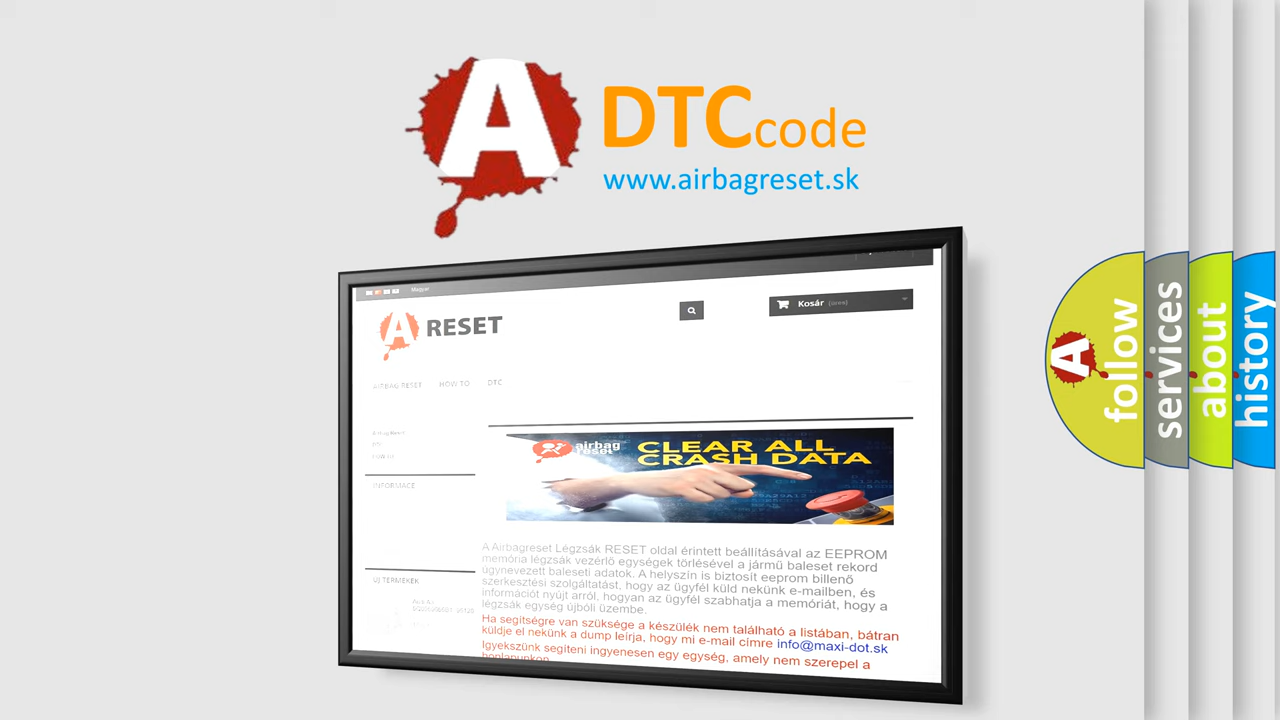 A DTC code
www.airbagreset.sk
Magyar
A RESET
Kosár (üres)
AIRBAG RESET HOW TO DTC
INFORMACE
airbag
reset
CLEAR ALL
CRASH DATA
A Airbagreset Légzsák RESET oldal érintett beállításával az EEPROM
memória légzsák vezérlő egységek törlésével a jármű baleset rekord
úgynevezett baleseti adatok. A helyszín is biztosít eeprom billenő
szerkesztési szolgáltatást, hogy az ügyfél küld nekünk e-mailben, és
információt nyújt arról, hogyan az ügyfél szabhatja a memóriát, hogy a
légzsák egység újbóli üzembe.
Ha segítségre van szüksége a készülék nem található a listában, bátran
küldje el nekünk a dump leírja, hogy mi e-mail címre info@maxi-dot.sk
Igyekszünk segíteni ingyenesen egy egység, amely nem szerepel a
honlapunkon
ÚJ TERMÉKEK
A
follow
services
about
history